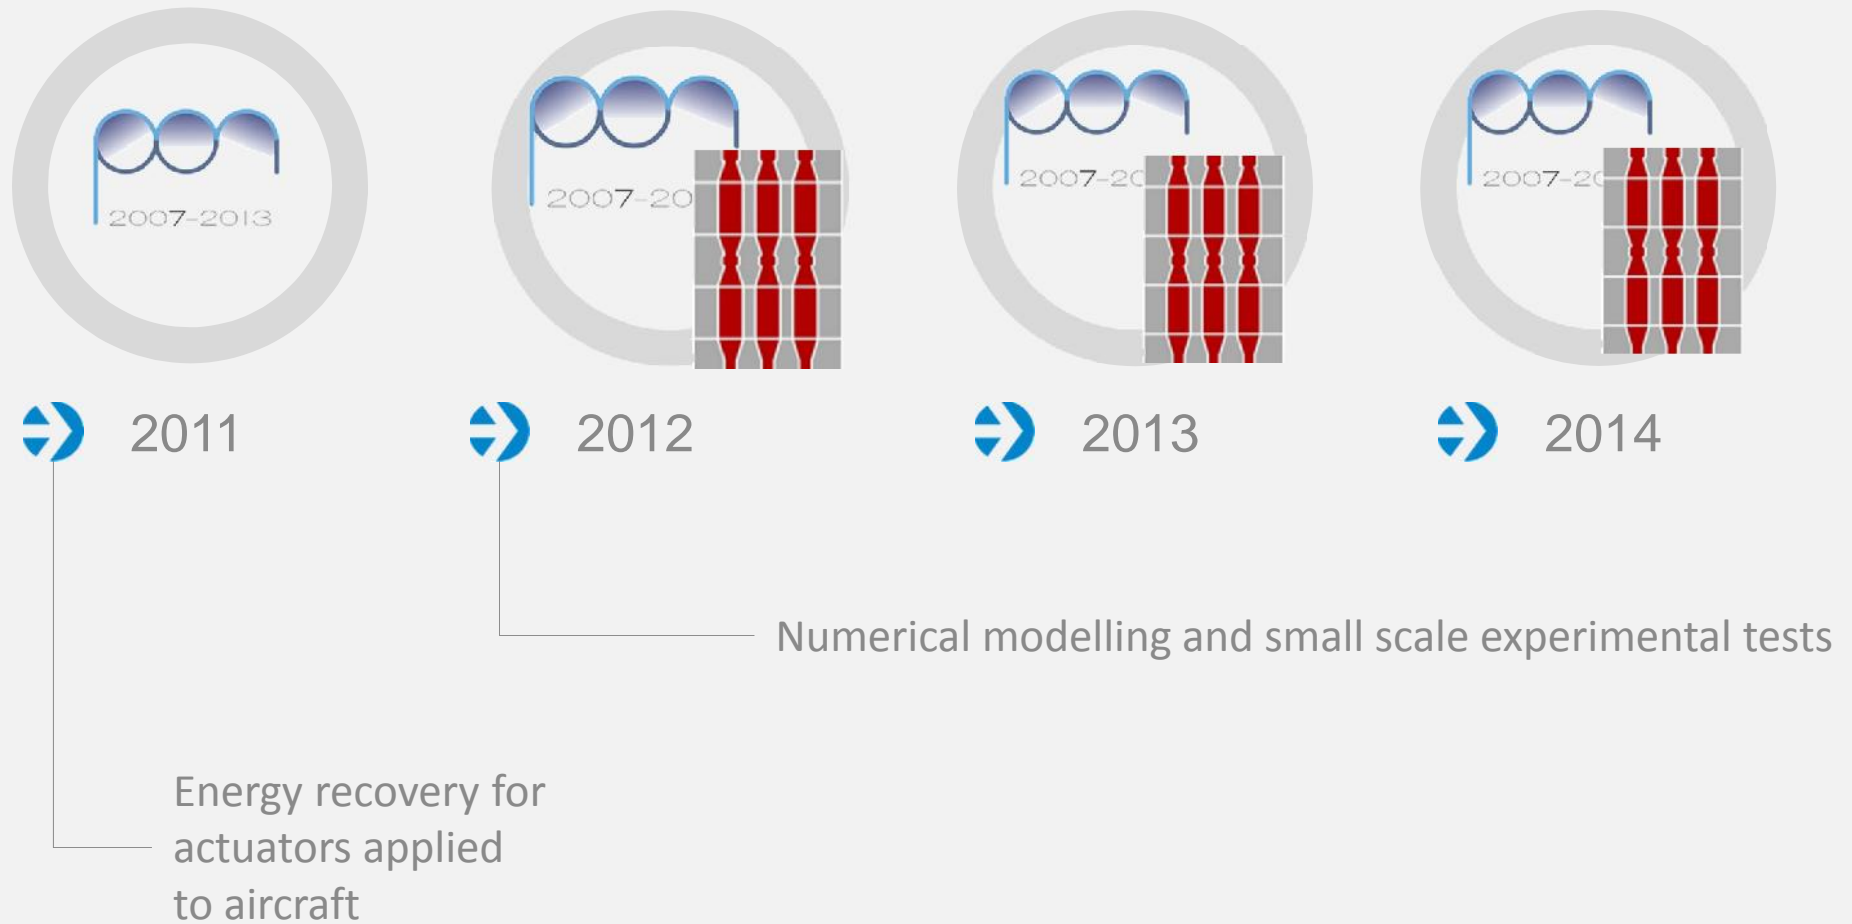 2007-2013
2007-20
2007-20
2007-20
2011
2012
2013
2014
Numerical modelling and small scale experimental tests
Energy recovery for
actuators applied
to aircraft